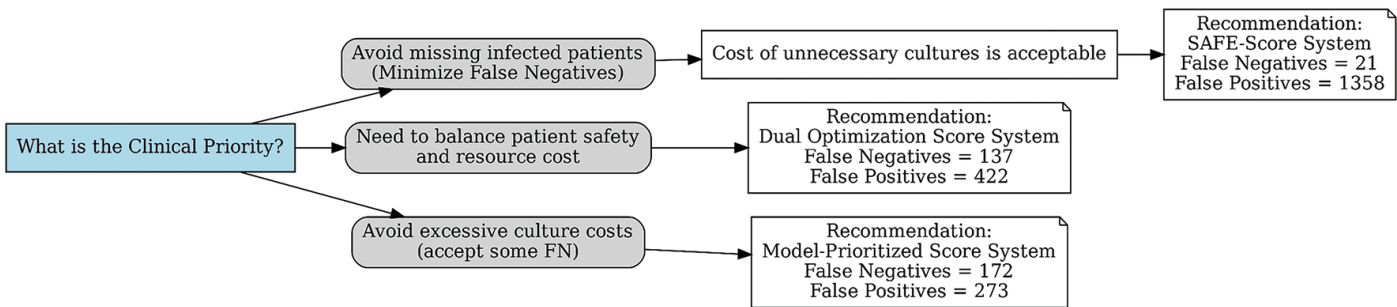 What is the Clinical Priority?
Avoid missing infected patients
(Minimize False Negatives)
Cost of unnecessary cultures is acceptable
Recommendation:
SAFE-Score System
False Negatives = 21
False Positives = 1358
Need to balance patient safety
and resource cost
Recommendation:
Dual Optimization Score System
False Negatives = 137
False Positives = 422
Avoid excessive culture costs
(accept some FN)
Recommendation:
Model-Prioritized Score System
False Negatives = 172
False Positives = 273